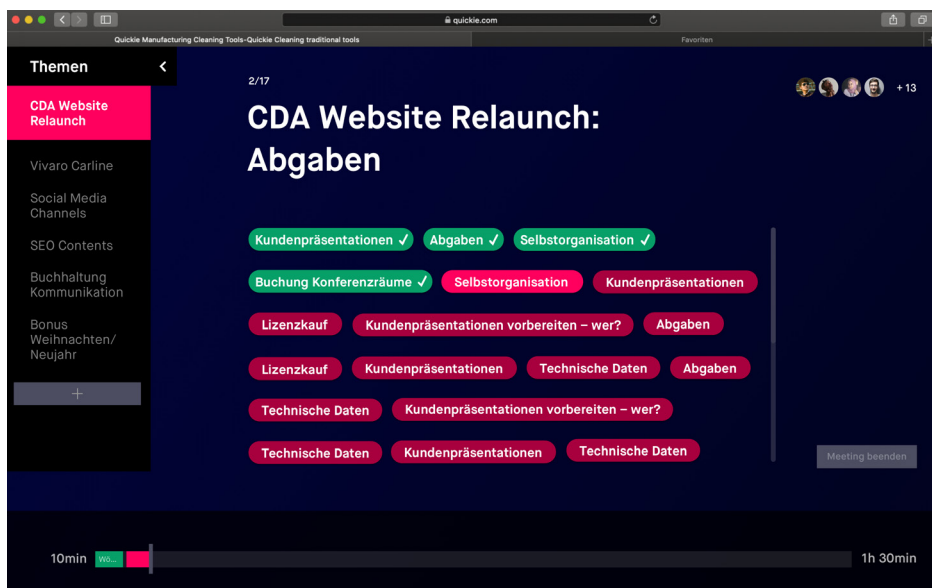 quickie.com
Quickie Manufacturing Cleaning Tools-Quickie Cleaning traditional tools
Favoriten
Themen
CDA Website
Relaunch
Vivaro Carline
Social Media
Channels
SEO Contents
Buchhaltung
Kommunikation
Bonus
Weihnachten/
Neujahr
2/17
+ 13
CDA Website Relaunch:
Abgaben
Kundenpräsentationen ✓ Abgaben ✓ Selbstorganisation ✓
Buchung Konferenzräume ✓ Selbstorganisation Kundenpräsentationen
Lizenzkauf Kundenpräsentationen vorbereiten – wer? Abgaben
Lizenzkauf Kundenpräsentationen Technische Daten Abgaben
Technische Daten Kundenpräsentationen vorbereiten – wer?
Technische Daten Kundenpräsentationen Technische Daten
Meeting beenden
10min Wö... 1h 30min